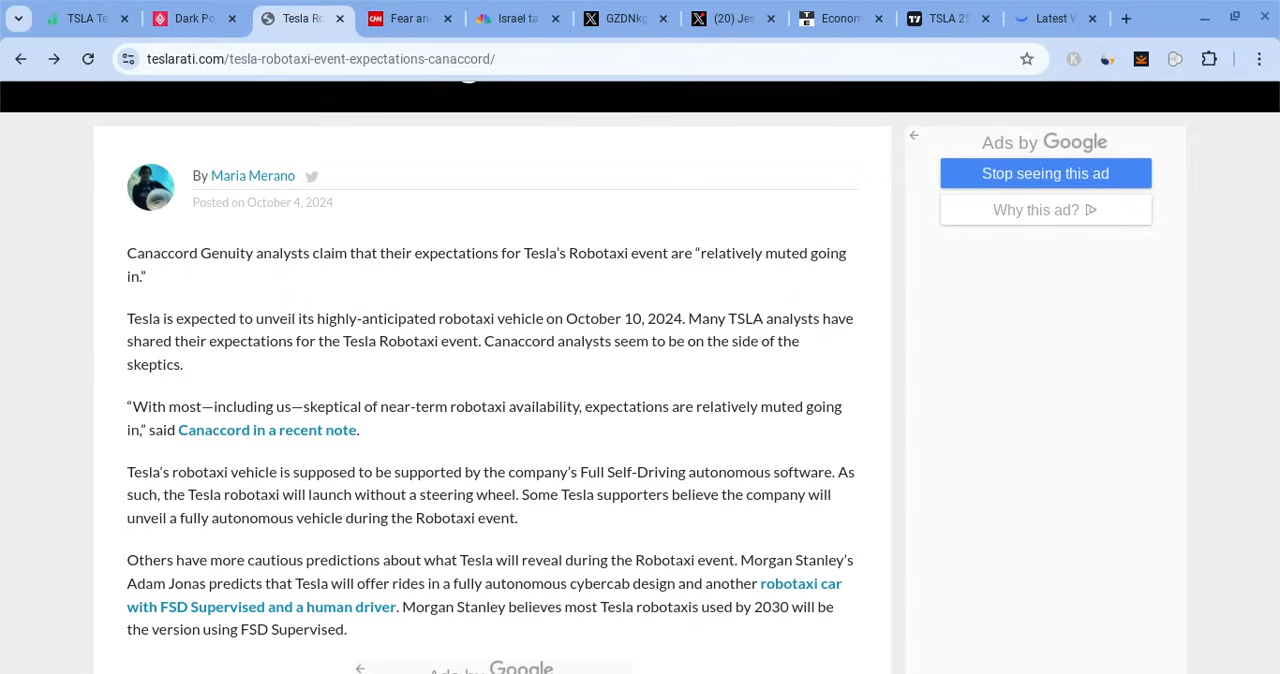 TSLA Te
Dark Po
Tesla Ro
CNN
Fear an
Israel ta
GZDNkg
(20) Jes
Econom
TSLA 2
Latest
teslarati.com/tesla-robotaxi-event-expectations-canaccord/
K
By Maria Merano
Posted on October 4, 2024
Canaccord Genuity analysts claim that their expectations for Tesla’s Robotaxi event are “relatively muted going
in.”
Tesla is expected to unveil its highly-anticipated robotaxi vehicle on October 10, 2024. Many TSLA analysts have
shared their expectations for the Tesla Robotaxi event. Canaccord analysts seem to be on the side of the
skeptics.
“With most—including us—skeptical of near-term robotaxi availability, expectations are relatively muted going
in,” said Canaccord in a recent note.
Tesla’s robotaxi vehicle is supposed to be supported by the company’s Full Self-Driving autonomous software. As
such, the Tesla robotaxi will launch without a steering wheel. Some Tesla supporters believe the company will
unveil a fully autonomous vehicle during the Robotaxi event.
Others have more cautious predictions about what Tesla will reveal during the Robotaxi event. Morgan Stanley’s
Adam Jonas predicts that Tesla will offer rides in a fully autonomous cybercab design and another robotaxi car
with FSD Supervised and a human driver. Morgan Stanley believes most Tesla robotaxis used by 2030 will be
the version using FSD Supervised.
Ads by Google
Ads by Google
Stop seeing this ad
Why this ad?